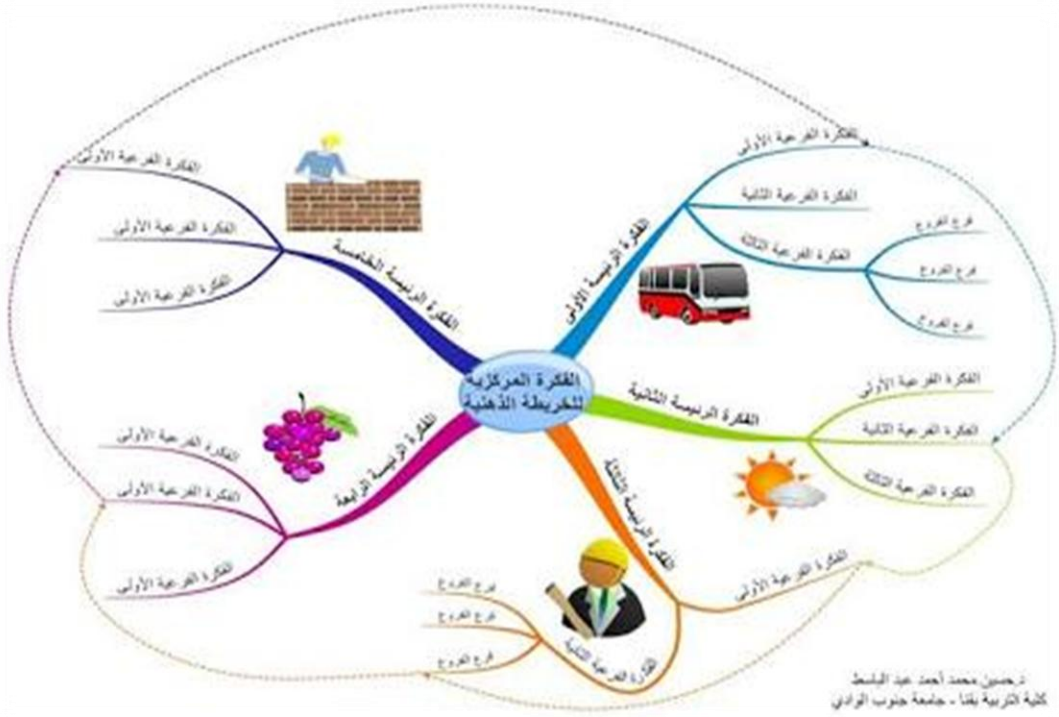 الفكرة المركزية
للخريطة الذهنية
الفكرة الرئيسة الأولى
الفكرة الفرعية الأولى
الفكرة الفرعية الثانية
الفكرة الفرعية الثالثة
فرع الفروع
فرع الفروع
فرع الفروع
الفكرة الرئيسة الثانية
الفكرة الفرعية الأولى
الفكرة الفرعية الثانية
الفكرة الفرعية الثالثة
الفكرة الرئيسة الثالثة
الفكرة الفرعية الأولى
الفكرة الفرعية الثانية
فرع الفروع
فرع الفروع
فرع الفروع
الفكرة الرئيسة الرابعة
الفكرة الفرعية الأولى
الفكرة الفرعية الأولى
الفكرة الفرعية الأولى
الفكرة الرئيسة الخامسة
الفكرة الفرعية الأولى
الفكرة الفرعية الأولى
الفكرة الفرعية الأولى
د.حسين محمد أحمد عبد الباسط
كلية التربية بقنا - جامعة جنوب الوادي